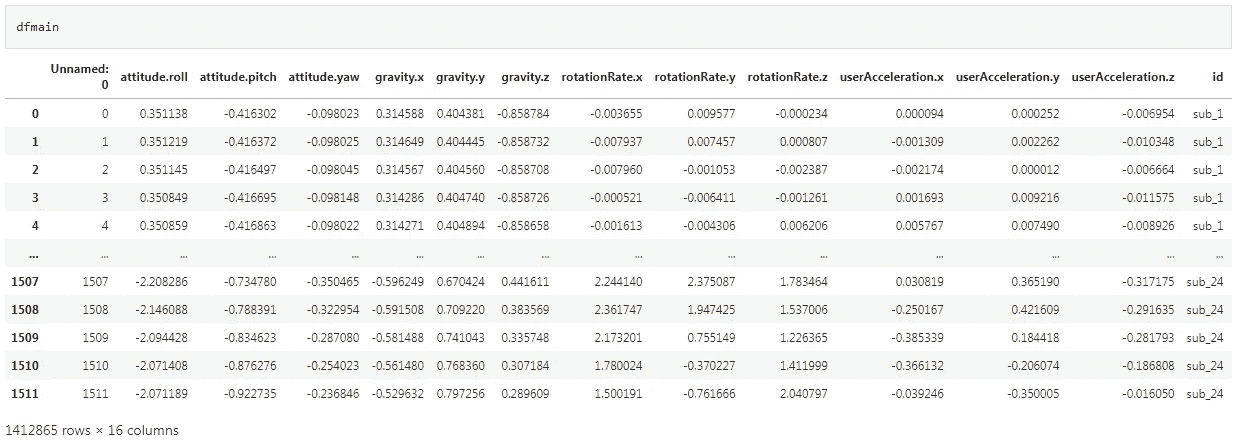 dfmain
Unnamed: 0 attitude.roll attitude.pitch attitude.yaw gravity.x gravity.y gravity.z rotationRate.x rotationRate.y rotationRate.z userAcceleration.x userAcceleration.y userAcceleration.z id
0 0 0.351138 -0.416302 -0.098023 0.314588 0.404381 -0.858784 -0.003655 0.009577 -0.000234 0.000094 0.000252 -0.006954 sub_1
1 1 0.351219 -0.416372 -0.098025 0.314649 0.404445 -0.858732 -0.007937 0.007457 0.000807 -0.001309 0.002262 -0.010348 sub_1
2 2 0.351145 -0.416497 -0.098045 0.314567 0.404560 -0.858708 -0.007960 -0.001053 -0.002387 -0.002174 0.000012 -0.006664 sub_1
3 3 0.350849 -0.416695 -0.098148 0.314286 0.404740 -0.858726 -0.000521 -0.006411 -0.001261 0.001693 0.009216 -0.011575 sub_1
4 4 0.350859 -0.416863 -0.098022 0.314271 0.404894 -0.858658 -0.001613 -0.004306 0.006206 0.005767 0.007490 -0.008926 sub_1
... ... ... ... ... ... ... ... ... ... ... ... ... ... ...
1507 1507 -2.208286 -0.734780 -0.350465 -0.596249 0.670424 0.441611 2.244140 2.375087 1.783464 0.030819 0.365190 -0.317175 sub_24
1508 1508 -2.146088 -0.788391 -0.322954 -0.591508 0.709220 0.383569 2.361747 1.947425 1.537006 -0.250167 0.421609 -0.291635 sub_24
1509 1509 -2.094428 -0.834623 -0.287080 -0.581488 0.741043 0.335748 2.173201 0.755149 1.226365 -0.385339 0.184418 -0.281793 sub_24
1510 1510 -2.071408 -0.876276 -0.254023 -0.561480 0.768360 0.307184 1.780024 -0.370227 1.411999 -0.366132 -0.206074 -0.186808 sub_24
1511 1511 -2.071189 -0.922735 -0.236846 -0.529632 0.797256 0.289609 1.500191 -0.761666 2.040797 -0.039246 -0.350005 -0.016050 sub_24
1412865 rows × 16 columns